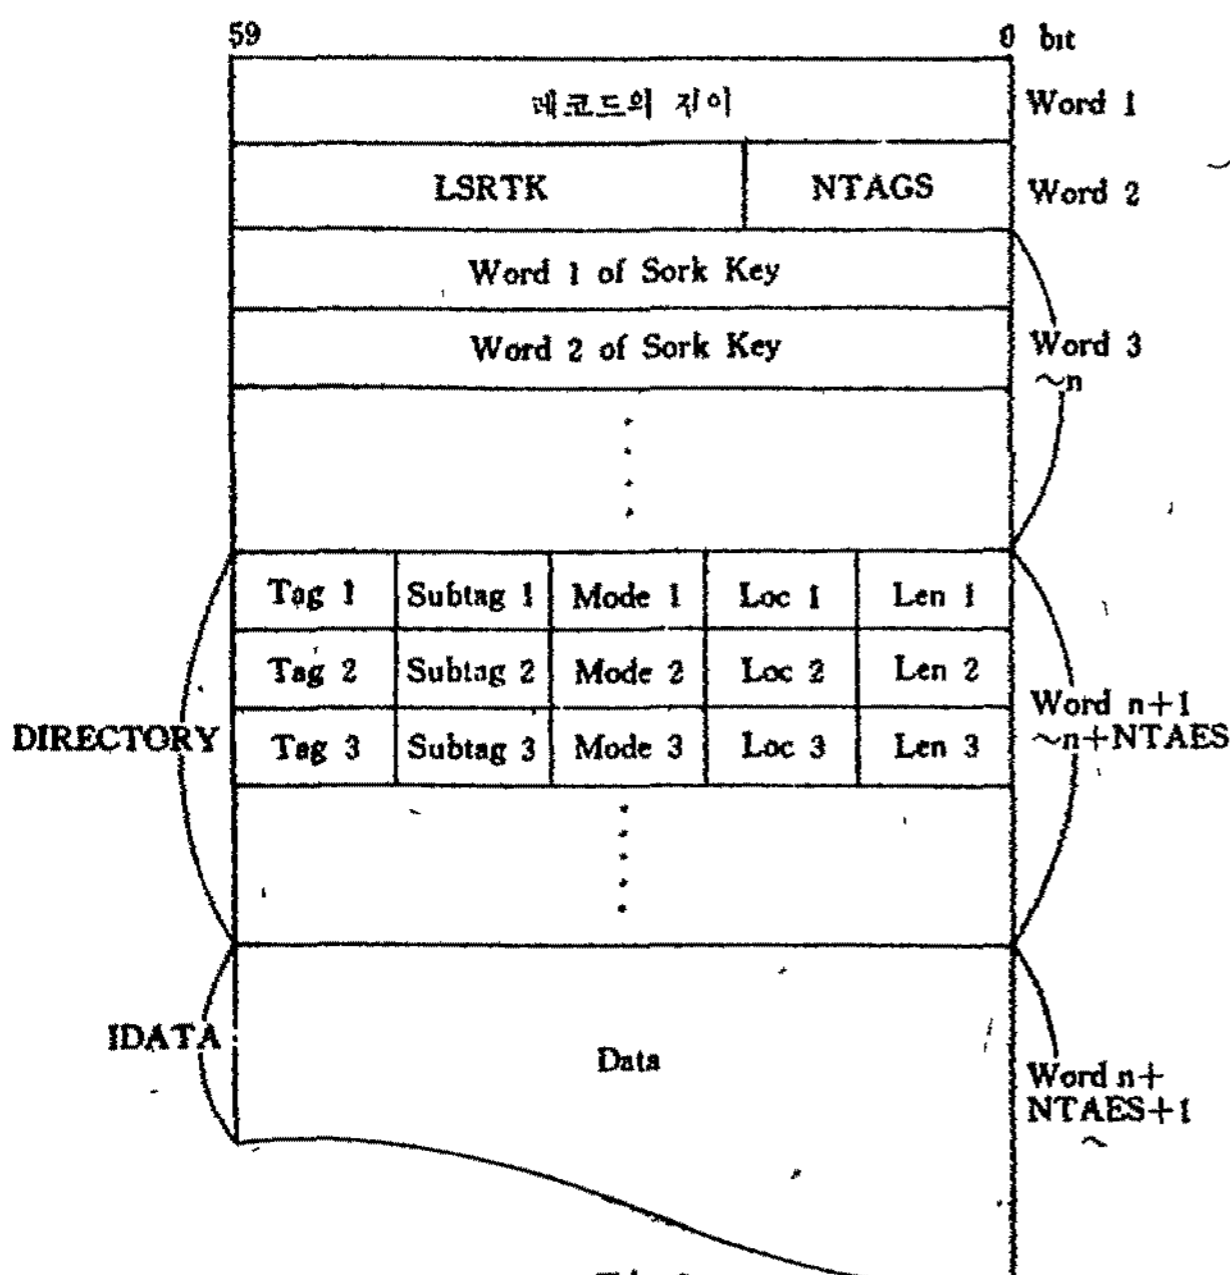 59 0 bit
레코드의 지이 Word 1
LSRTK NTAGS Word 2
Word 1 of Sork Key
Word 2 of Sork Key
Word 3
~n
Tag 1 Subtag 1 Mode 1 Loc 1 Len 1
Tag 2 Subtag 2 Mode 2 Loc 2 Len 2
Tag 3 Subtag 3 Mode 3 Loc 3 Len 3
DIRECTORY
Word n+1
~n+NTAES
IDATA
Data
Word n+
NTAES+1
~